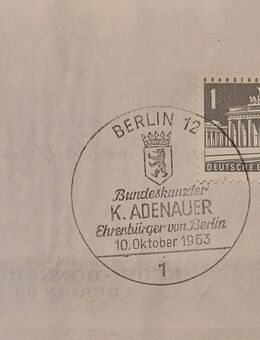 BERLIN 12
BRANDENB
1
DEUTSCHE B
Bundeskanzler
K. ADENAUER
Ehrenbürger von Berlin
10. Oktober 1963
1